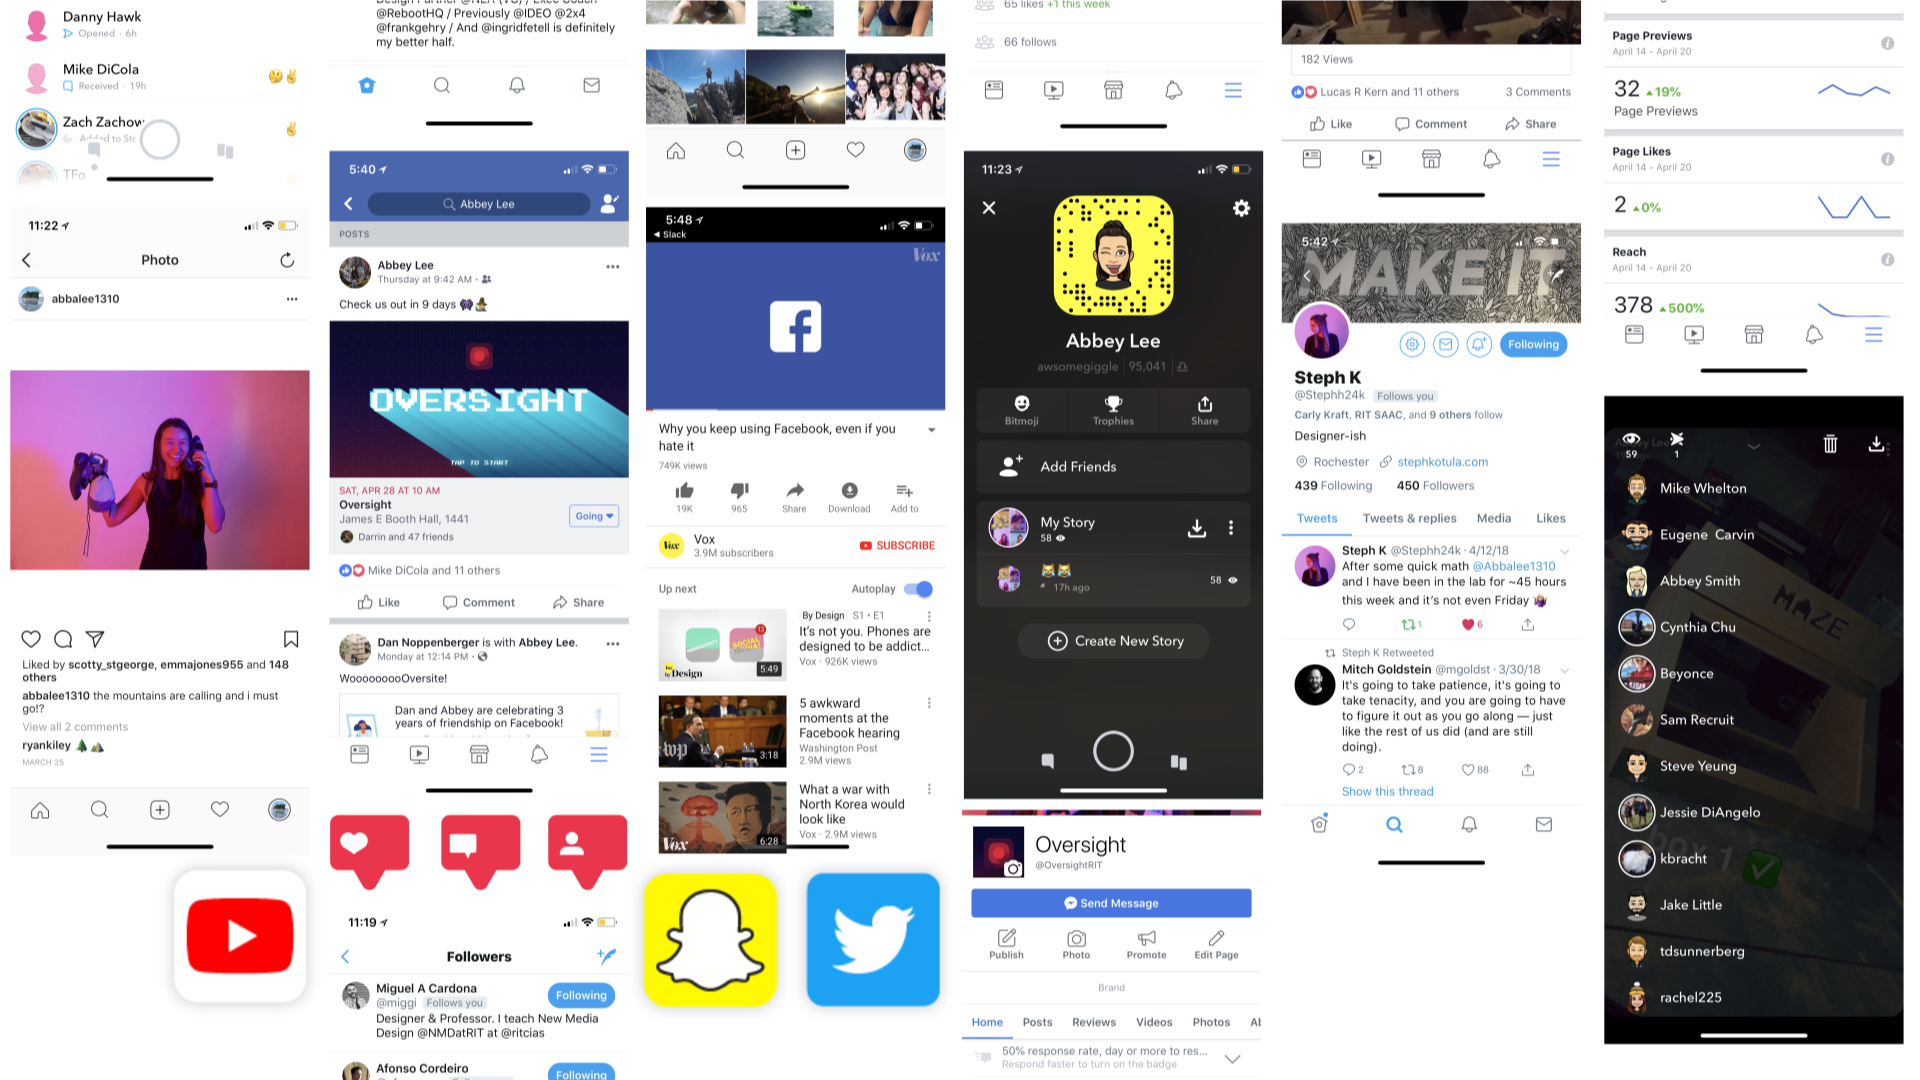 Danny Hawk
Opened · 6h
Mike DiCola
Received · 19h
Zach Zachow
Added to Sto
TFo
11:22
Photo
abbalee1310
Liked by scotty_stgeorge, emmajones955 and 148
others
abbalee1310 the mountains are calling and i must
go!?
View all 2 comments
ryankiley
MARCH 25
@RebootHQ / Previously @IDEO @2x4
@frankgehry / And @ingridfetell is definitely
my better half.
5:40
Abbey Lee
POSTS
Abbey Lee
Thursday at 9:42 AM ·
Check us out in 9 days
OVERSIGHT
TAP TO START
SAT, APR 28 AT 10 AM
Oversight
James E Booth Hall, 1441
Going
Darrin and 47 friends
Mike DiCola and 11 others
Like Comment Share
Dan Noppenberger is with Abbey Lee.
Monday at 12:14 PM ·
WooooooooOversite!
Dan and Abbey are celebrating 3
years of friendship on Facebook!
11:19
Followers
Miguel A Cardona
@miggi Follows you
Following
Designer & Professor. I teach New Media
Design @NMDatRIT at @ritcias
Afonso Cordeiro
Following
5:48
Slack
Vox
Why you keep using Facebook, even if you
hate it
749K views
19K 965 Share Download Add to
Vox
3.9M subscribers
SUBSCRIBE
Up next Autoplay
By Design S1 · E1
It's not you. Phones are
designed to be addict...
Vox · 926K views
SOCIAL
13
by Design
5:49
5 awkward
moments at the
Facebook hearing
Washington Post
2.9M views
wp
3:18
What a war with
North Korea would
look like
Vox · 2.9M views
Vox
6:28
65 likes +1 this week
66 follows
11:23
Abbey Lee
awsomegiggle 95,041
Bitmoji Trophies Share
Add Friends
My Story
58
17h ago
58
Create New Story
Oversight
@OversightRIT
Send Message
Publish Photo Promote Edit Page
Brand
Home Posts Reviews Videos Photos Al
50% response rate, day or more to res...
Respond faster to turn on the badge
182 Views
Lucas R Kern and 11 others 3 Comments
Like Comment Share
5:42
MAKE IT
Following
Steph K
@Stephh24k Follows you
Carly Kraft, RIT SAAC, and 9 others follow
Designer-ish
Rochester stephkotula.com
439 Following 450 Followers
Tweets Tweets & replies Media Likes
Steph K @Stephh24k · 4/12/18
After some quick math @Abbalee1310
and I have been in the lab for ~45 hours
this week and it's not even Friday
1 6
Steph K Retweeted
Mitch Goldstein @mgoldst · 3/30/18
It's going to take patience, it's going to
take tenacity, and you are going to have
to figure it out as you go along — just
like the rest of us did (and are still
doing).
2 8 88
Show this thread
Page Previews
April 14 - April 20
32 19%
Page Previews
Page Likes
April 14 - April 20
2 0%
Reach
April 14 - April 20
378 500%
59 1
Mike Whelton
Eugene Carvin
Abbey Smith
MAZE
Cynthia Chu
Beyonce
Sam Recruit
Steve Yeung
Jessie DiAngelo
box 1
kbracht
Jake Little
tdsunnerberg
rachel225